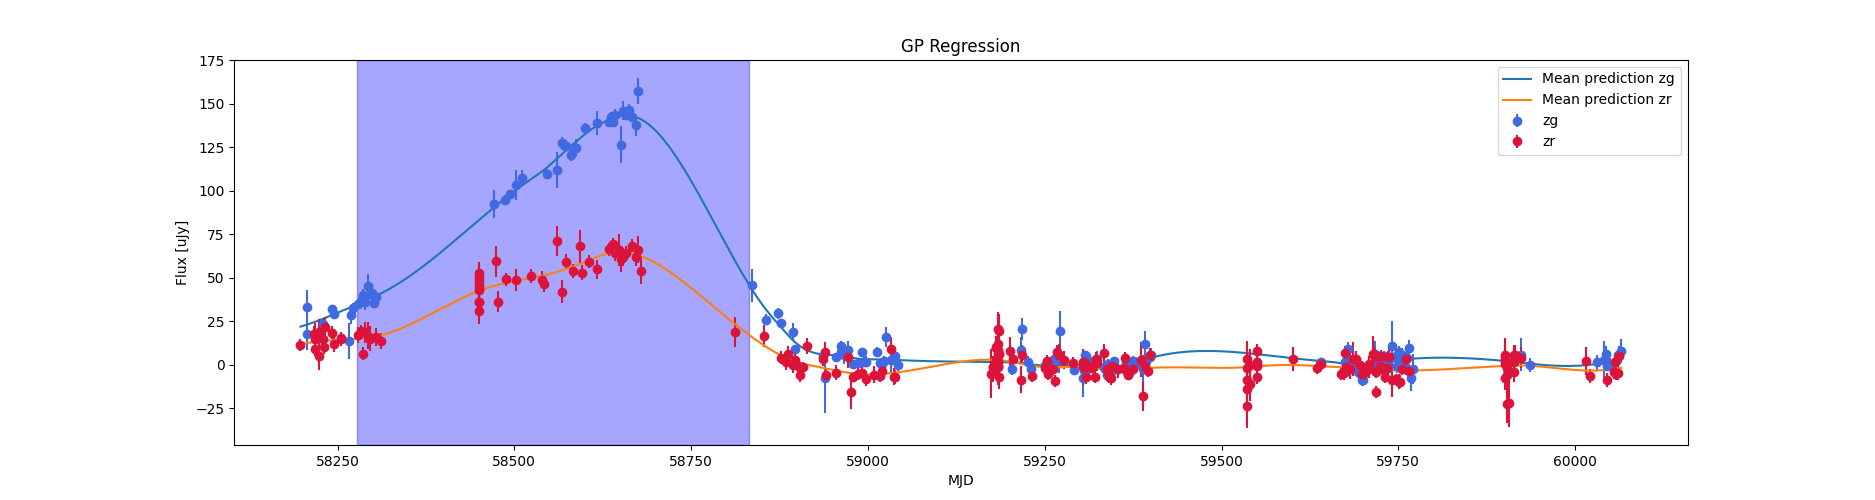 GP Regression
175
150
125
100
75
50
25
0
−25
Flux [uJy]
58250 58500 58750 59000 59250 59500 59750 60000
MJD
Mean prediction zg
Mean prediction zr
zg
zr